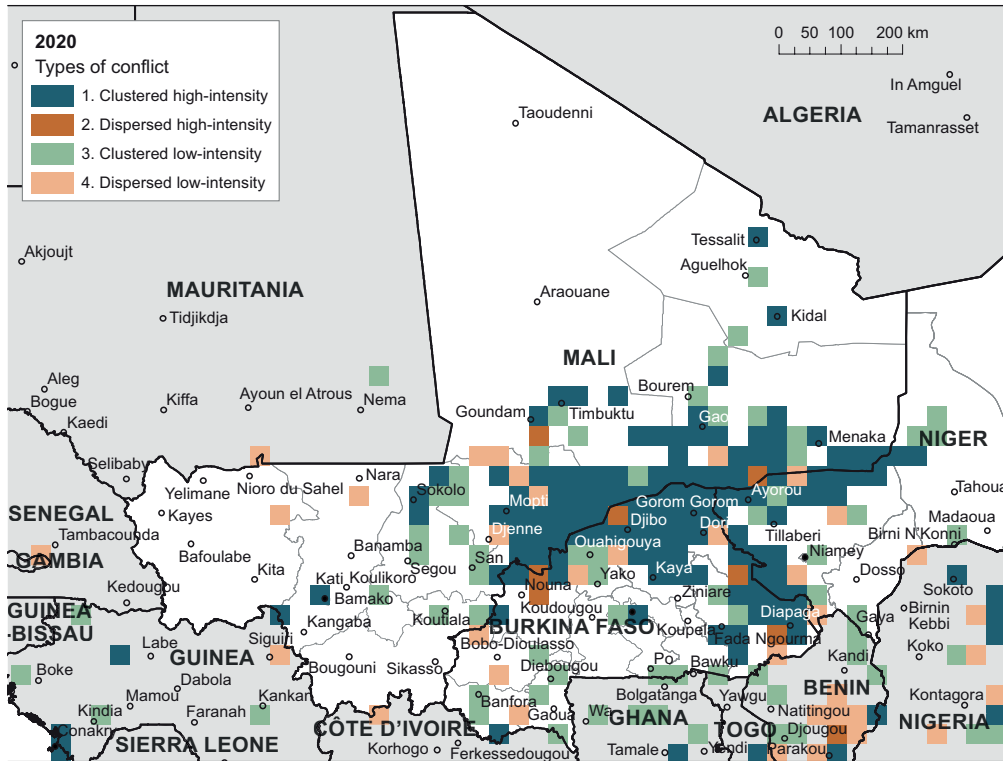 2020
Types of conflict
1. Clustered high-intensity
2. Dispersed high-intensity
3. Clustered low-intensity
4. Dispersed low-intensity
0 50 100 200 km
In Amguel
ALGERIA
Tamanrasset
Taoudenni
Tessalit
Aguelhok
Akjoujt
MAURITANIA
Araouane
Tidjikdja
Kidal
MALI
Aleg
Bourem
Bogue
Kiffa
Ayoun el Atrous
Nema
Goundam
Timbuktu
Gao
Kaedi
Menaka
NIGER
Selibaby
Yelimane
Nioro du Sahel
Nara
Sokolo
Mopti
Gorom Gorom
Ayorou
Tahoua
SENEGAL
Kayes
Djibo
Dori
Madaoua
Tambacounda
Djenne
Tillaberi
Birni N'Konni
GAMBIA
Bafoulabe
Banamba
Segou
San
Ouahigouya
Niamey
Kedougou
Kita
Kati
Koulikoro
Nouna
Yako
Kaya
Dosso
Sokoto
GUINEA
-BISSAU
Bamako
Koudougou
Ziniare
Diapaga
Birnin
Kebbi
Kangaba
Koutiala
BURKINA FASO
Koupela
Fada Ngourma
Gaya
Labe
Siguiri
GUINEA
Bobo-Dioulasso
Koko
Boke
Dabola
Bougouni
Sikasso
Diebougou
Po
Bawku
Kandi
Mamou
Kankan
Banfora
Bolgatanga
Yawgu
BENIN
Kontagora
Kindia
Faranah
Gaoua
Wa
GHANA
Natitingou
NIGERIA
Conakry
CÔTE D'IVOIRE
TOGO
Djougou
SIERRA LEONE
Korhogo
Ferkessedougou
Tamale
Yendi
Parakou